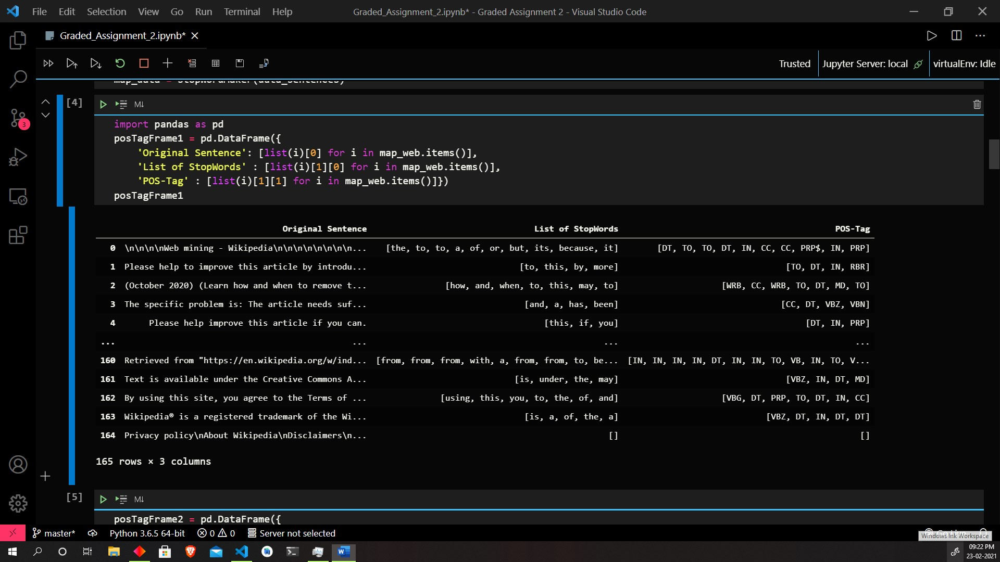 File Edit Selection View Go Run Terminal Help Graded_Assignment_2.ipynb* - Graded Assignment 2 - Visual Studio Code
Graded_Assignment_2.ipynb*
Trusted Jupyter Server: local virtualEnv: Idle
map_data = stopWordMaker(data_sentences)
[4] M↓
import pandas as pd
posTagFrame1 = pd.DataFrame({
'Original Sentence': [list(i)[0] for i in map_web.items()],
'List of StopWords' : [list(i)[1][0] for i in map_web.items()],
'POS-Tag' : [list(i)[1][1] for i in map_web.items()]})
posTagFrame1
Original Sentence List of StopWords POS-Tag
0 \n\n\n\nWeb mining - Wikipedia\n\n\n\n\n\n\n\n... [the, to, to, a, of, or, but, its, because, it] [DT, TO, TO, DT, IN, CC, CC, PRP$, IN, PRP]
1 Please help to improve this article by introdu... [to, this, by, more] [TO, DT, IN, RBR]
2 (October 2020) (Learn how and when to remove t... [how, and, when, to, this, may, to] [WRB, CC, WRB, TO, DT, MD, TO]
3 The specific problem is: The article needs suf... [and, a, has, been] [CC, DT, VBZ, VBN]
4 Please help improve this article if you can. [this, if, you] [DT, IN, PRP]
... ... ... ...
160 Retrieved from "https://en.wikipedia.org/w/ind... [from, from, from, with, a, from, from, to, be... [IN, IN, IN, IN, DT, IN, IN, TO, VB, IN, TO, V...
161 Text is available under the Creative Commons A... [is, under, the, may] [VBZ, IN, DT, MD]
162 By using this site, you agree to the Terms of ... [using, this, you, to, the, of, and] [VBG, DT, PRP, TO, DT, IN, CC]
163 Wikipedia® is a registered trademark of the Wi... [is, a, of, the, a] [VBZ, DT, IN, DT, DT]
164 Privacy policy\nAbout Wikipedia\nDisclaimers\n... [] []
165 rows × 3 columns
[5] M↓
posTagFrame2 = pd.DataFrame({
3
master* Python 3.6.5 64-bit 0 0 Server not selected
Windows Ink Workspace
09:22 PM
23-02-2021